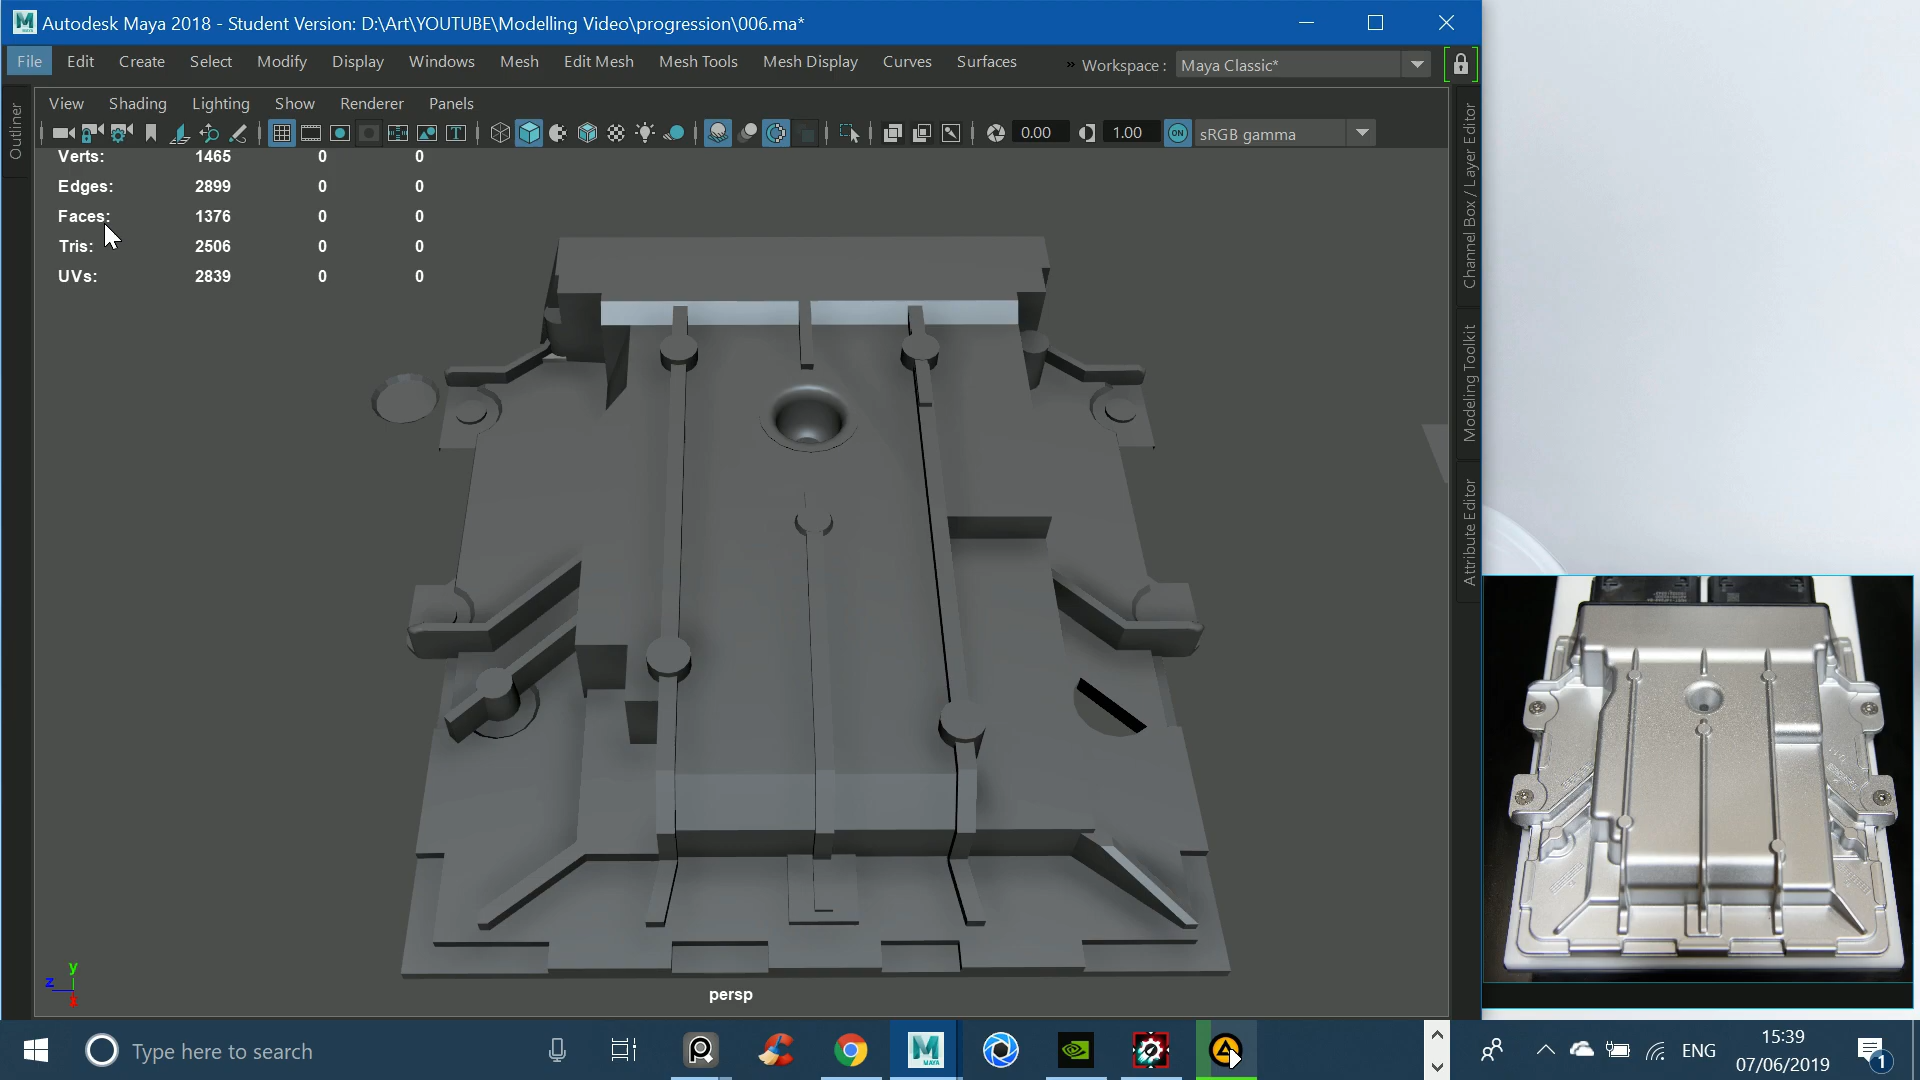 Autodesk Maya 2018 - Student Version: D:\Art\YOUTUBE\Modelling Video\progression\006.ma*
File Edit Create Select Modify Display Windows Mesh Edit Mesh Mesh Tools Mesh Display Curves Surfaces » Workspace : Maya Classic*
View Shading Lighting Show Renderer Panels
0.00 1.00 ON sRGB gamma
Outliner
Verts: 1465 0 0
Edges: 2899 0 0
Faces: 1376 0 0
Tris: 2506 0 0
UVs: 2839 0 0
Channel Box / Layer Editor
Modeling Toolkit
Attribute Editor
y
z
x
persp
Type here to search
MAYA
ENG
15:39
07/06/2019
1